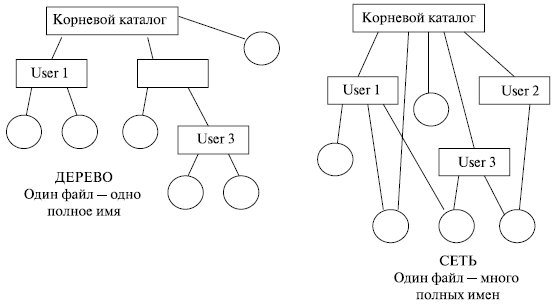 Корневой каталог
User 1
User 3
ДЕРЕВО
Один файл — одно
полное имя
Корневой каталог
User 1
User 2
User 3
СЕТЬ
Один файл — много
полных имен